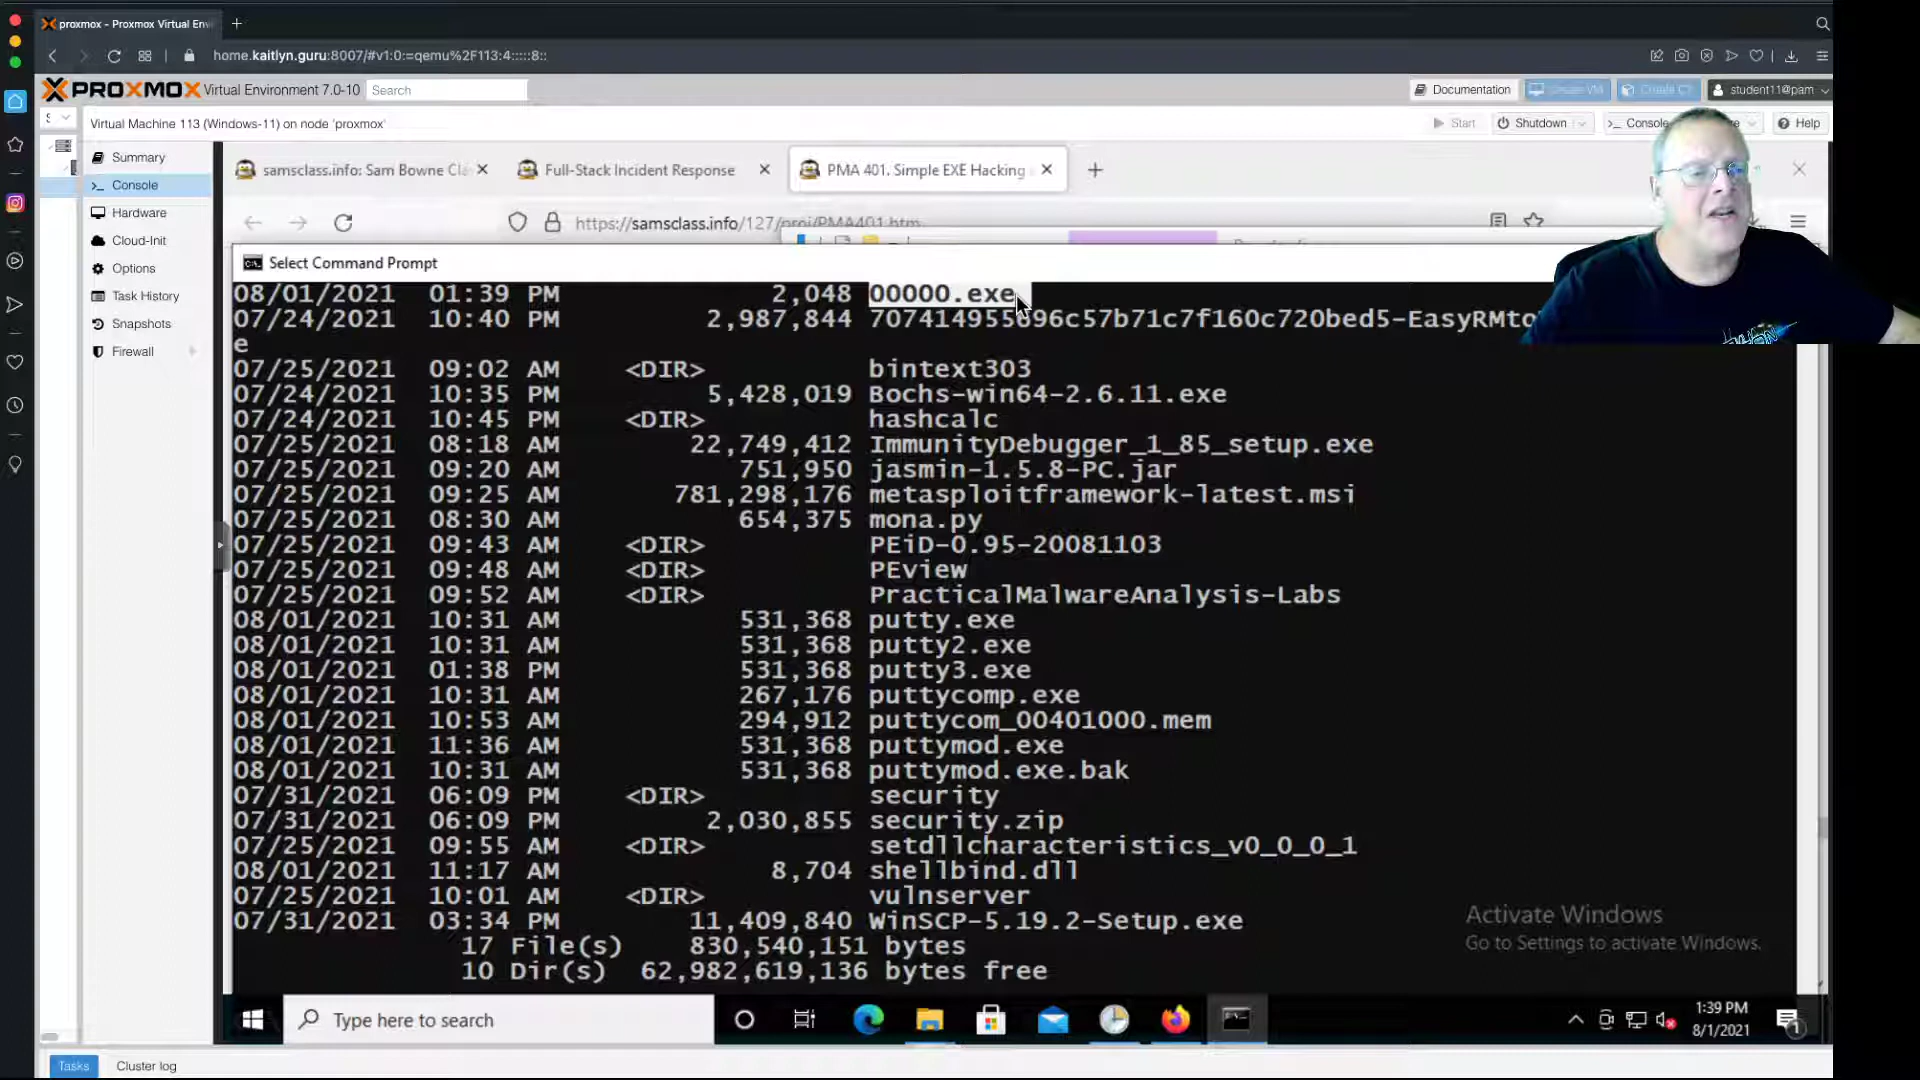 proxmox - Proxmox Virtual Env
home.kaitlyn.guru:8007/#v1:0:=qemu%2F113:4:::::8::
PROXMOX Virtual Environment 7.0-10
Search
Documentation
Create VM
Create CT
student11@pam
Virtual Machine 113 (Windows-11) on node 'proxmox'
Start
Shutdown
Console
Help
Summary
Console
Hardware
Cloud-Init
Options
Task History
Snapshots
Firewall
samsclass.info: Sam Bowne Cla
Full-Stack Incident Response
PMA 401. Simple EXE Hacking
https://samsclass.info/127/proj/PMA401.htm
Select Command Prompt
08/01/2021 01:39 PM 2,048 00000.exe
07/24/2021 10:40 PM 2,987,844 707414955696c57b71c7f160c720bed5-EasyRMto
e
07/25/2021 09:02 AM <DIR> bintext303
07/24/2021 10:35 PM 5,428,019 Bochs-win64-2.6.11.exe
07/24/2021 10:45 PM <DIR> hashcalc
07/25/2021 08:18 AM 22,749,412 ImmunityDebugger_1_85_setup.exe
07/25/2021 09:20 AM 751,950 jasmin-1.5.8-PC.jar
07/25/2021 09:25 AM 781,298,176 metasploitframework-latest.msi
07/25/2021 08:30 AM 654,375 mona.py
07/25/2021 09:43 AM <DIR> PEiD-0.95-20081103
07/25/2021 09:48 AM <DIR> PEview
07/25/2021 09:52 AM <DIR> PracticalMalwareAnalysis-Labs
08/01/2021 10:31 AM 531,368 putty.exe
08/01/2021 10:31 AM 531,368 putty2.exe
08/01/2021 01:38 PM 531,368 putty3.exe
08/01/2021 10:31 AM 267,176 puttycomp.exe
08/01/2021 10:53 AM 294,912 puttycom_00401000.mem
08/01/2021 11:36 AM 531,368 puttymod.exe
08/01/2021 10:31 AM 531,368 puttymod.exe.bak
07/31/2021 06:09 PM <DIR> security
07/31/2021 06:09 PM 2,030,855 security.zip
07/25/2021 09:55 AM <DIR> setdllcharacteristics_v0_0_0_1
08/01/2021 11:17 AM 8,704 shellbind.dll
07/25/2021 10:01 AM <DIR> vulnserver
07/31/2021 03:34 PM 11,409,840 WinSCP-5.19.2-Setup.exe
17 File(s) 830,540,151 bytes
10 Dir(s) 62,982,619,136 bytes free
Activate Windows
Go to Settings to activate Windows.
Type here to search
1:39 PM
8/1/2021
1
Tasks
Cluster log